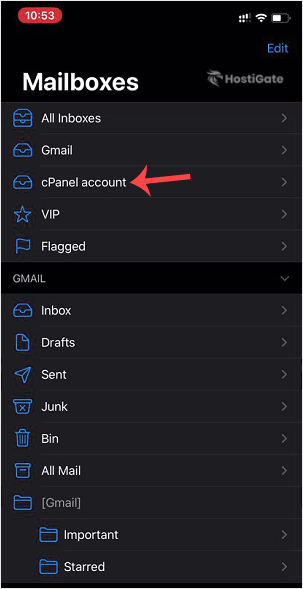 10:53
Edit
Mailboxes
HostiGate
All Inboxes
Gmail
cPanel account
VIP
Flagged
GMAIL
Inbox
Drafts
Sent
Junk
Bin
All Mail
[Gmail]
Important
Starred